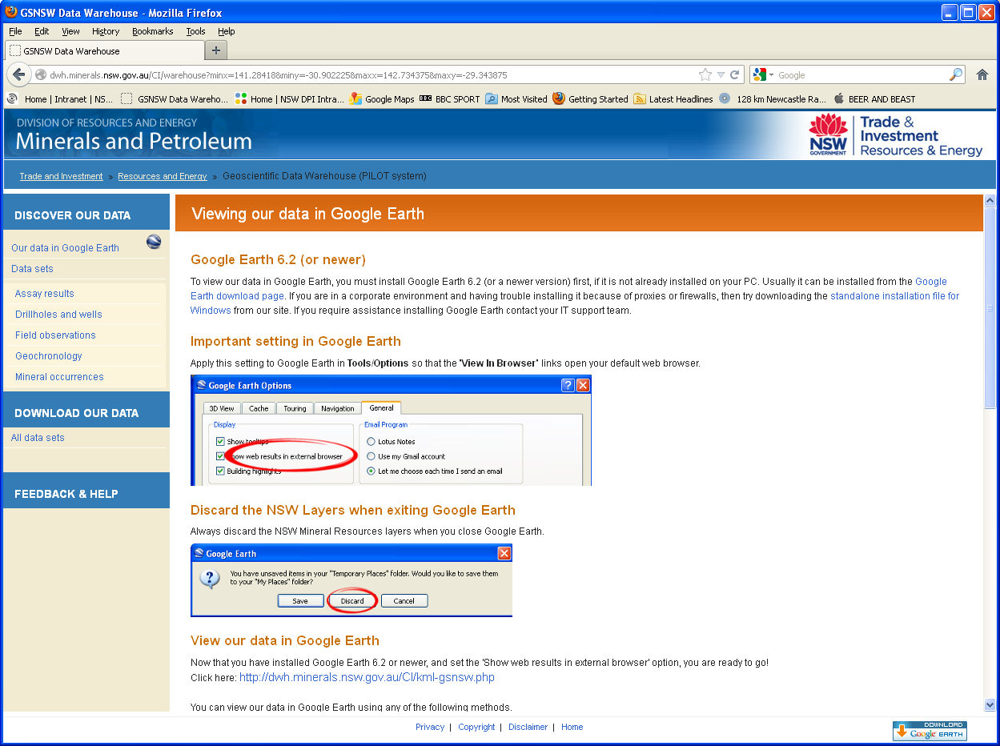 GSNSW Data Warehouse - Mozilla Firefox
File Edit View History Bookmarks Tools Help
GSNSW Data Warehouse +
dwh.minerals.nsw.gov.au/CI/warehouse?minx=141.28418&miny=-30.902225&maxx=142.734375&maxy=-29.343875
Google
Home | Intranet | NS... GSNSW Data Wareho... Home | NSW DPI Intra... Google Maps BBC BBC SPORT Most Visited Getting Started Latest Headlines 128 km Newcastle Ra... BEER AND BEAST
DIVISION OF RESOURCES AND ENERGY
Minerals and Petroleum
NSW
GOVERNMENT
Trade &
Investment
Resources & Energy
Trade and Investment » Resources and Energy » Geoscientific Data Warehouse (PILOT system)
DISCOVER OUR DATA
Our data in Google Earth
Data sets
Assay results
Drillholes and wells
Field observations
Geochronology
Mineral occurrences
DOWNLOAD OUR DATA
All data sets
FEEDBACK & HELP
Viewing our data in Google Earth
Google Earth 6.2 (or newer)
To view our data in Google Earth, you must install Google Earth 6.2 (or a newer version) first, if it is not already installed on your PC. Usually it can be installed from the Google
Earth download page. If you are in a corporate environment and having trouble installing it because of proxies or firewalls, then try downloading the standalone installation file for
Windows from our site. If you require assistance installing Google Earth contact your IT support team.
Important setting in Google Earth
Apply this setting to Google Earth in Tools/Options so that the 'View In Browser' links open your default web browser.
Google Earth Options
3D View Cache Touring Navigation General
Display
Show tooltips
Show web results in external browser
Building highlights
Email Program
Lotus Notes
Use my Gmail account
Let me choose each time I send an email
Discard the NSW Layers when exiting Google Earth
Always discard the NSW Mineral Resources layers when you close Google Earth.
Google Earth
You have unsaved items in your "Temporary Places" folder. Would you like to save them
to your "My Places" folder?
Save Discard Cancel
View our data in Google Earth
Now that you have installed Google Earth 6.2 or newer, and set the 'Show web results in external browser' option, you are ready to go!
Click here: http://dwh.minerals.nsw.gov.au/CI/kml-gsnsw.php
You can view our data in Google Earth using any of the following methods.
Privacy | Copyright | Disclaimer | Home
DOWNLOAD
Google EARTH